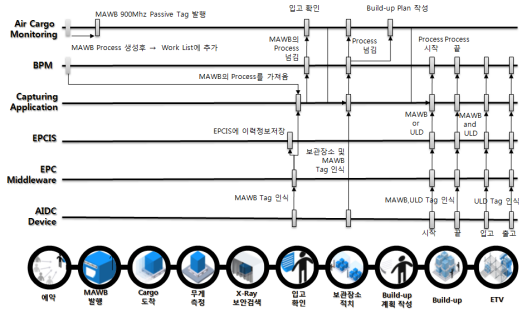 MAWB 900Mhz Passive Tag 발행
입고 확인
Build-up Plan 작성
Air Cargo
Monitoring
MAWB Process 생성후 → Work List에 추가
MAWB의
Process
넘김
Process
넘김
Process
시작
Process
끝
BPM
MAWB의 Process를 가져옴
Capturing
Application
MAWB
or
ULD
MAWB
and
ULD
EPCIS
EPCIS에 이력정보저장
보관장소 및
MAWB
Tag 인식
EPC
Middleware
MAWB Tag 인식
MAWB,ULD Tag 인식
ULD Tag 인식
AIDC
Device
시작
끝
입고
출고
예약
MAWB
발행
Cargo
도착
무게
측정
X-Ray
보안검색
입고
확인
보관장소
적치
Build-up
계획 작성
Build-up
ETV